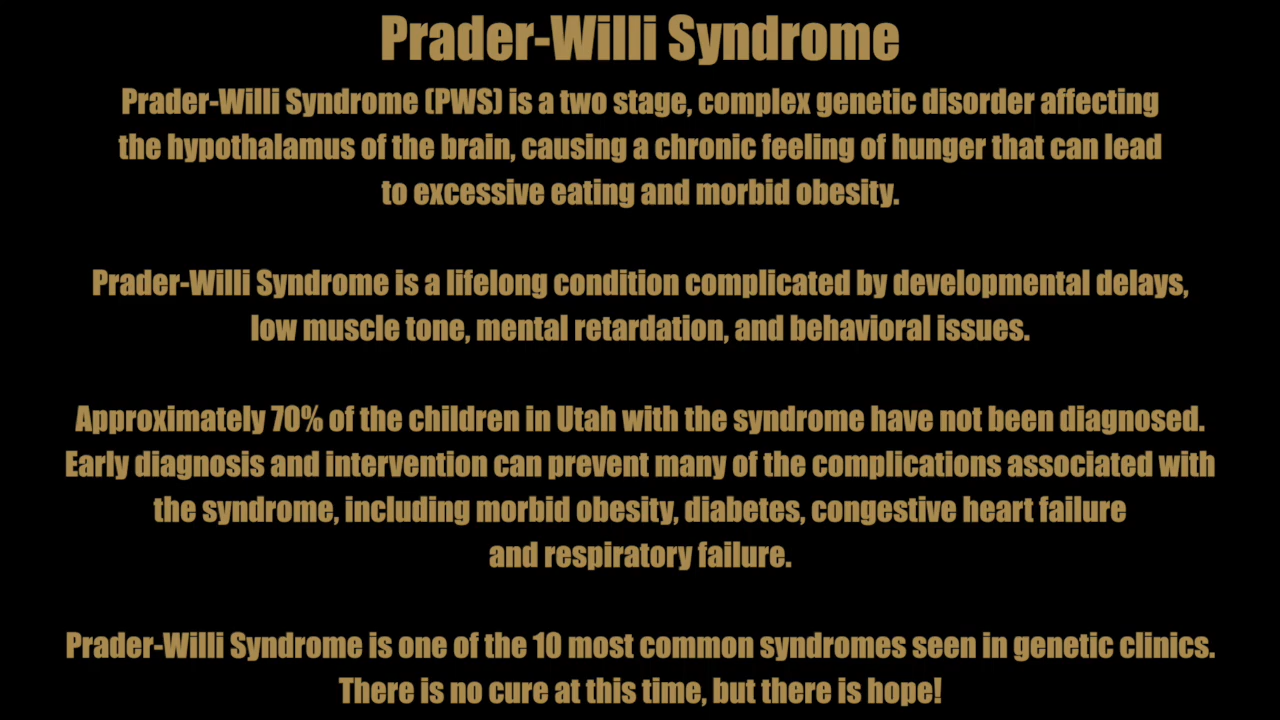 Prader-Willi Syndrome
Prader-Willi Syndrome (PWS) is a two stage, complex genetic disorder affecting
the hypothalamus of the brain, causing a chronic feeling of hunger that can lead
to excessive eating and morbid obesity.
Prader-Willi Syndrome is a lifelong condition complicated by developmental delays,
low muscle tone, mental retardation, and behavioral issues.
Approximately 70% of the children in Utah with the syndrome have not been diagnosed.
Early diagnosis and intervention can prevent many of the complications associated with
the syndrome, including morbid obesity, diabetes, congestive heart failure
and respiratory failure.
Prader-Willi Syndrome is one of the 10 most common syndromes seen in genetic clinics.
There is no cure at this time, but there is hope!